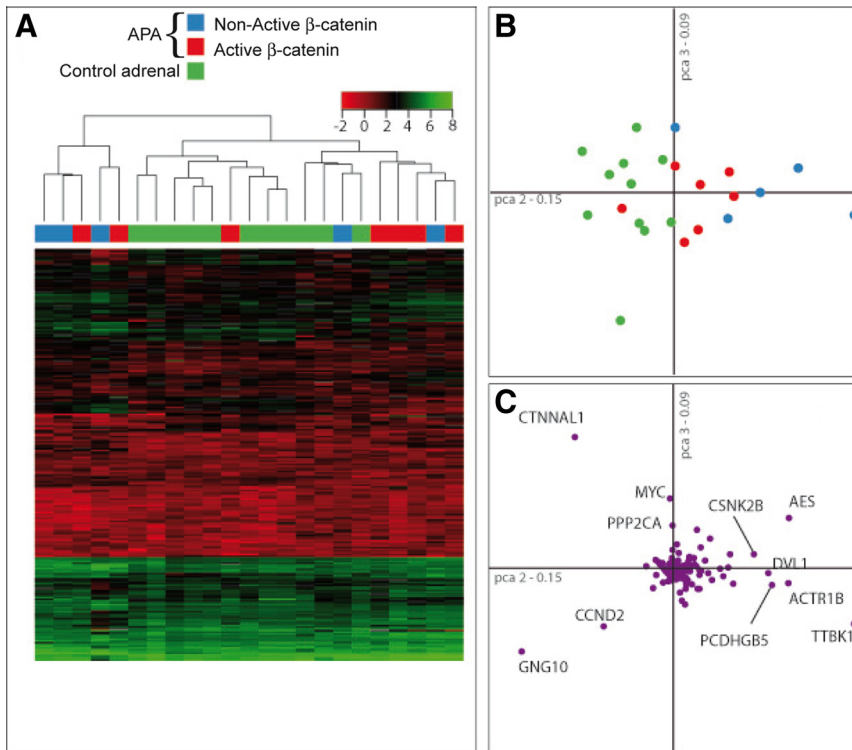 A
APA { Non-Active β-catenin
Active β-catenin
Control adrenal
-2 0 2 4 6 8
B
pca 3 - 0.09
pca 2 - 0.15
C
pca 3 - 0.09
CTNNAL1
MYC
CSNK2B
AES
PPP2CA
DVL1
pca 2 - 0.15
ACTR1B
CCND2
PCDHGB5
TTBK1
GNG10